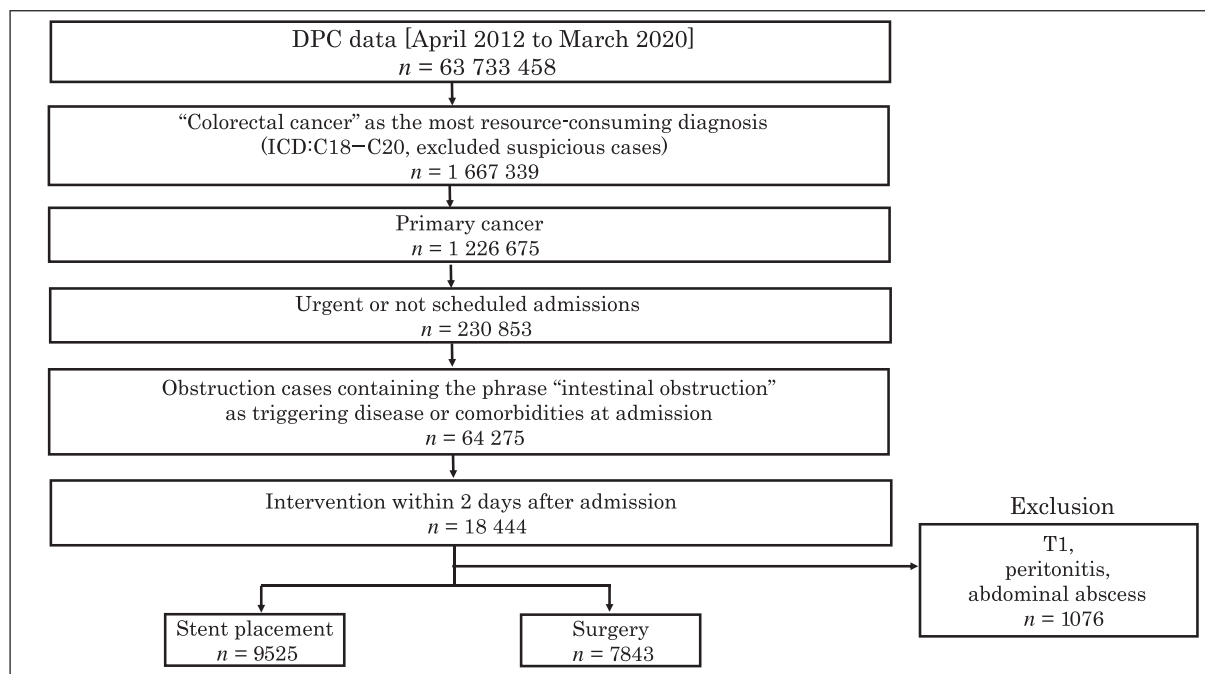 DPC data [April 2012 to March 2020]
n = 63 733 458
“Colorectal cancer” as the most resource-consuming diagnosis
(ICD:C18−C20, excluded suspicious cases)
n = 1 667 339
Primary cancer
n = 1 226 675
Urgent or not scheduled admissions
n = 230 853
Obstruction cases containing the phrase “intestinal obstruction”
as triggering disease or comorbidities at admission
n = 64 275
Intervention within 2 days after admission
n = 18 444
Exclusion
T1,
peritonitis,
abdominal abscess
n = 1076
Stent placement
n = 9525
Surgery
n = 7843